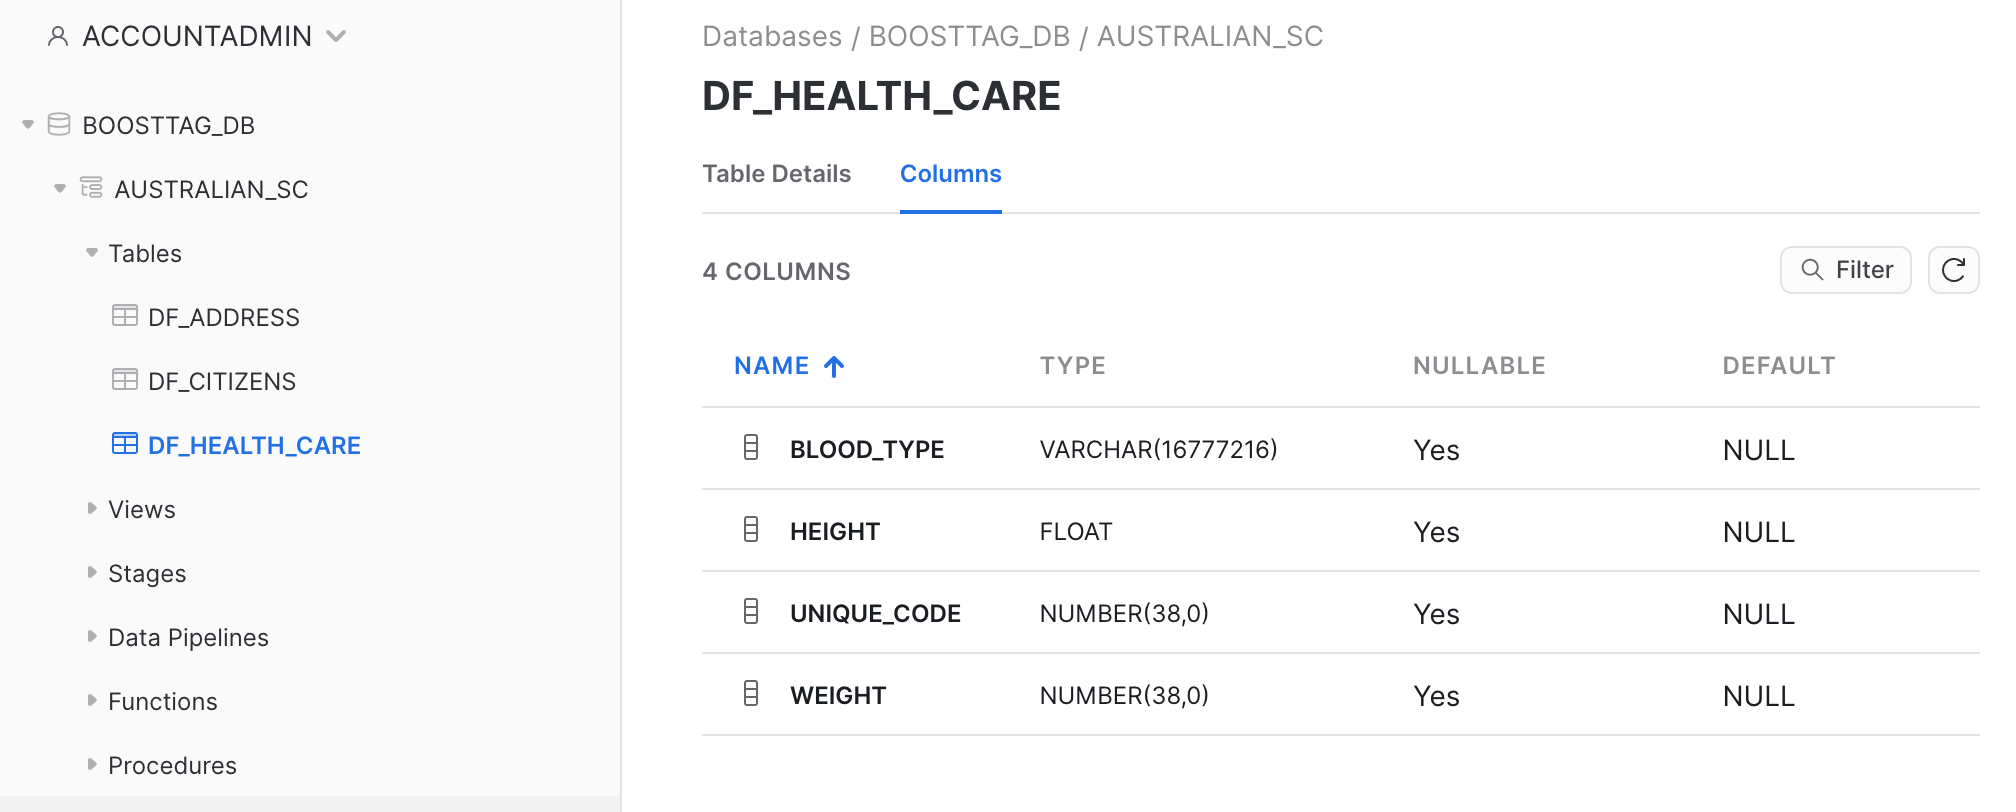 ACCOUNTADMIN
BOOSTTAG_DB
AUSTRALIAN_SC
Tables
DF_ADDRESS
DF_CITIZENS
DF_HEALTH_CARE
Views
Stages
Data Pipelines
Functions
Procedures
Databases / BOOSTTAG_DB / AUSTRALIAN_SC
DF_HEALTH_CARE
Table Details Columns
4 COLUMNS Filter
NAME TYPE NULLABLE DEFAULT
BLOOD_TYPE VARCHAR(16777216) Yes NULL
HEIGHT FLOAT Yes NULL
UNIQUE_CODE NUMBER(38,0) Yes NULL
WEIGHT NUMBER(38,0) Yes NULL